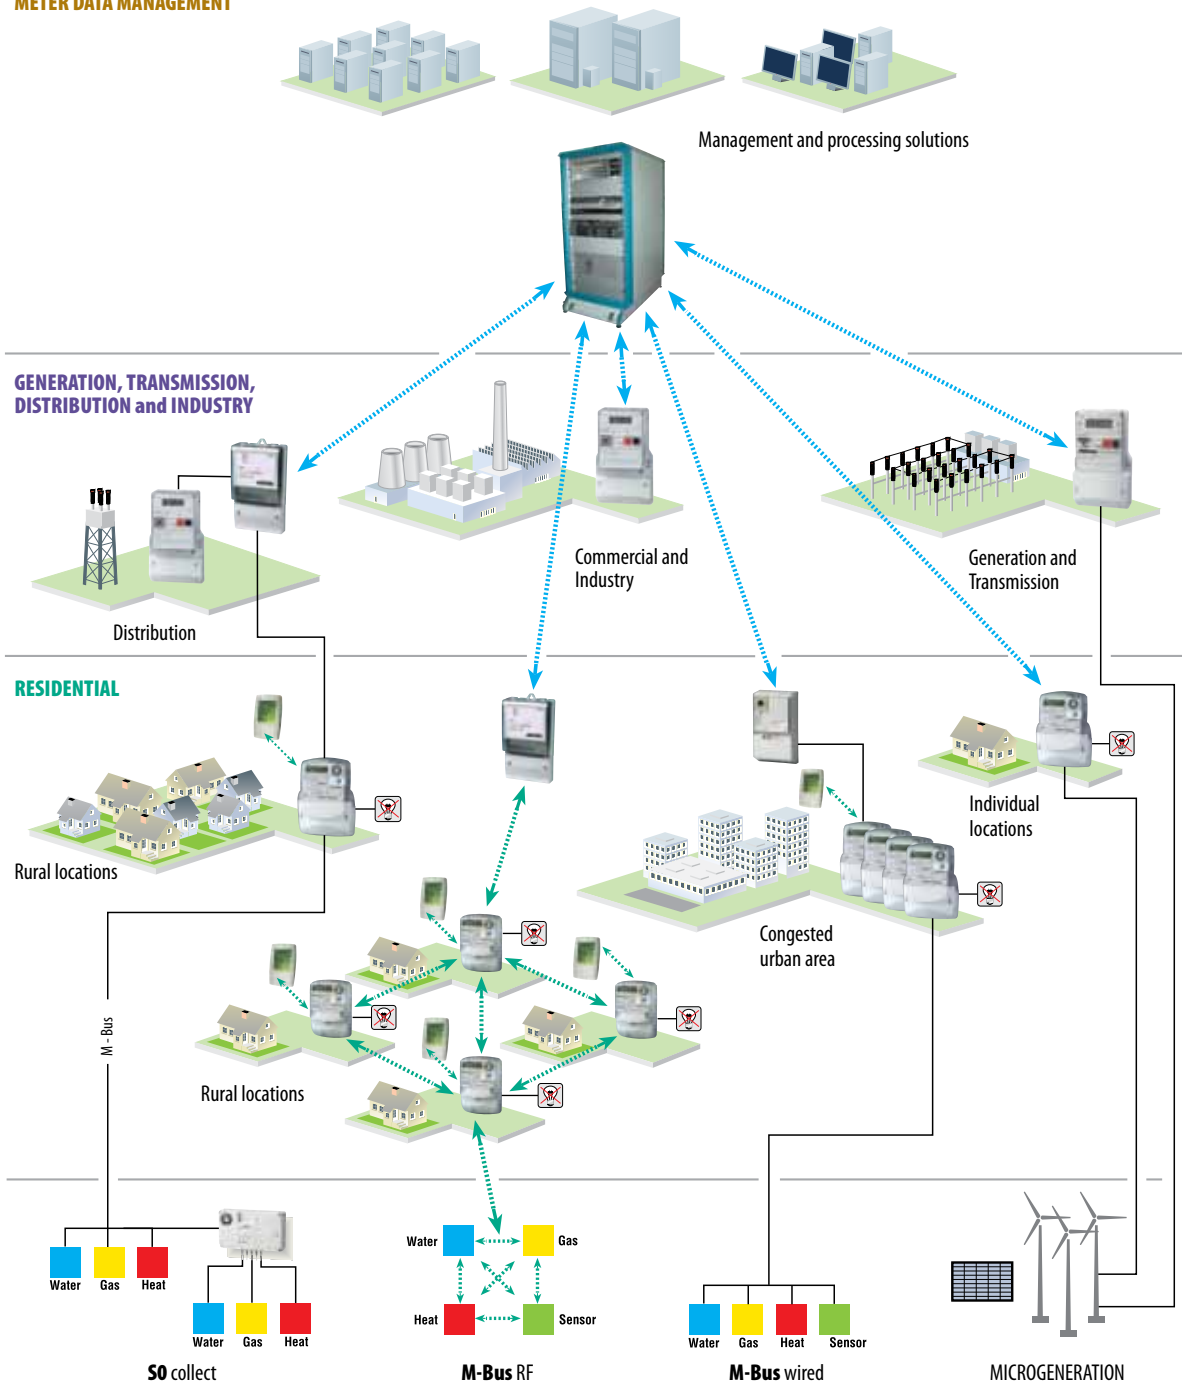 METER DATA MANAGEMENT
Management and processing solutions
GENERATION, TRANSMISSION,
DISTRIBUTION and INDUSTRY
Commercial and
Industry
Generation and
Transmission
Distribution
RESIDENTIAL
Individual
locations
Rural locations
Congested
urban area
M - Bus
Rural locations
Water
Gas
Heat
Water
Gas
Heat
Water
Gas
Heat
Sensor
Water
Gas
Heat
Sensor
S0 collect
M-Bus RF
M-Bus wired
MICROGENERATION